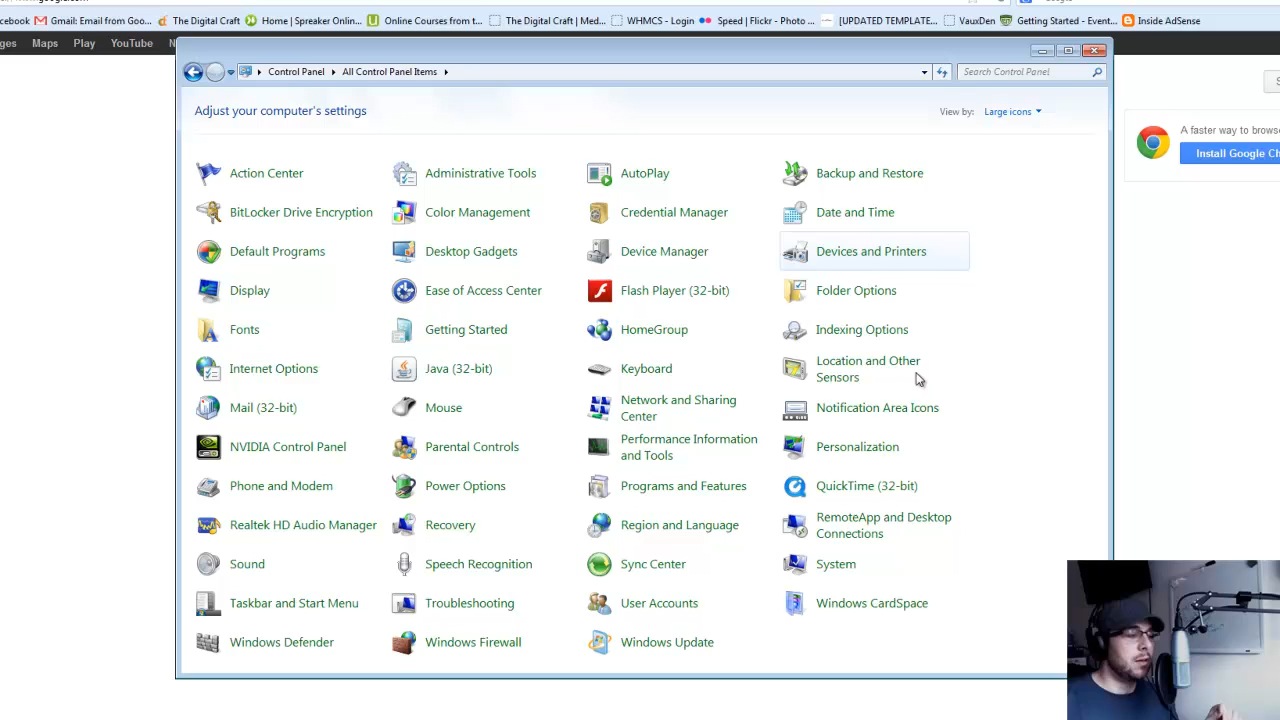 acebook
Gmail: Email from Goo...
The Digital Craft
Home | Spreaker Onlin...
Online Courses from t...
The Digital Craft | Med...
WHMCS - Login
Speed | Flickr - Photo ...
[UPDATED TEMPLATE...
VauxDen
Getting Started - Event...
Inside AdSense
ges Maps Play YouTube N
Control Panel
All Control Panel Items
Search Control Panel
Adjust your computer's settings
View by: Large icons
A faster way to brows
Install Google Ch
Action Center
Administrative Tools
AutoPlay
Backup and Restore
BitLocker Drive Encryption
Color Management
Credential Manager
Date and Time
Default Programs
Desktop Gadgets
Device Manager
Devices and Printers
Display
Ease of Access Center
Flash Player (32-bit)
Folder Options
Fonts
Getting Started
HomeGroup
Indexing Options
Internet Options
Java (32-bit)
Keyboard
Location and Other
Sensors
Mail (32-bit)
Mouse
Network and Sharing
Center
Notification Area Icons
NVIDIA Control Panel
Parental Controls
Performance Information
and Tools
Personalization
Phone and Modem
Power Options
Programs and Features
QuickTime (32-bit)
Realtek HD Audio Manager
Recovery
Region and Language
RemoteApp and Desktop
Connections
Sound
Speech Recognition
Sync Center
System
Taskbar and Start Menu
Troubleshooting
User Accounts
Windows CardSpace
Windows Defender
Windows Firewall
Windows Update